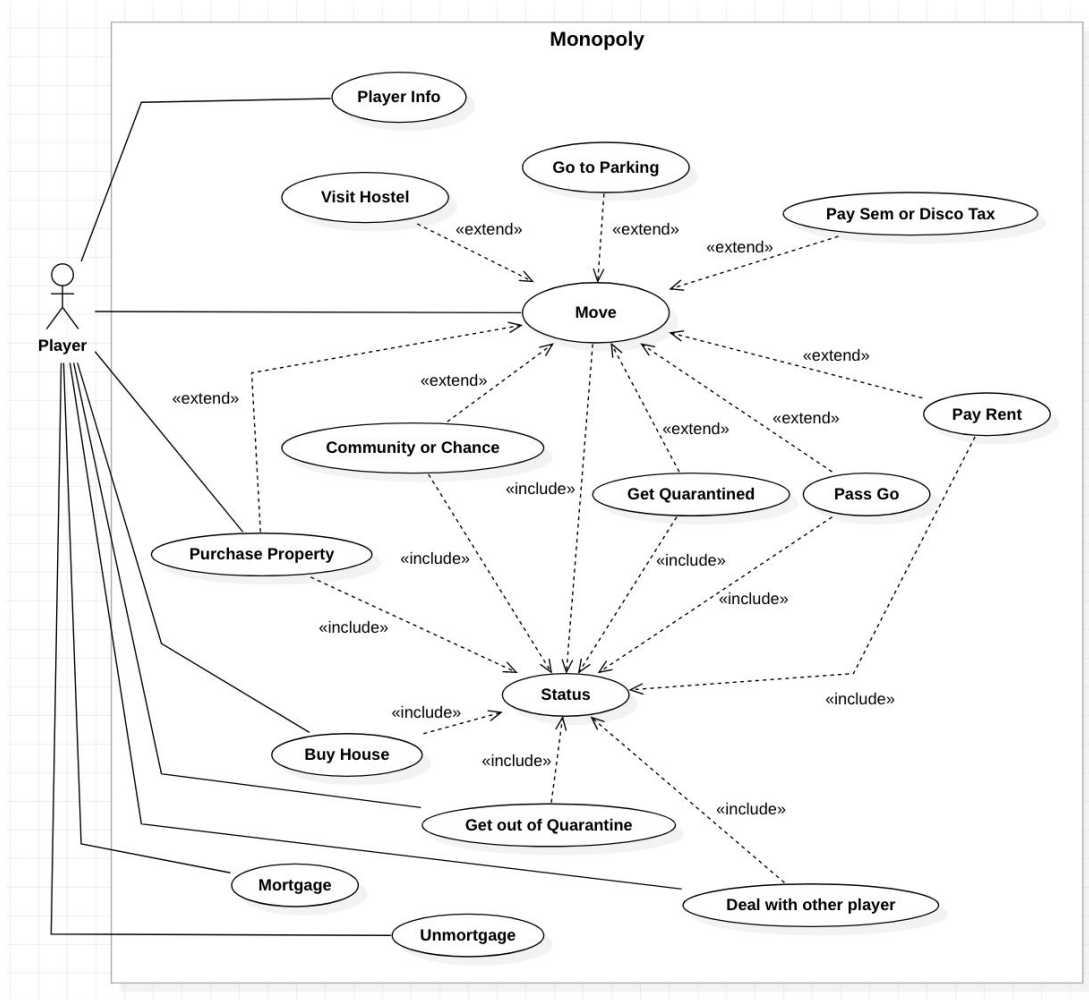 Monopoly
Player Info
Go to Parking
Visit Hostel
Pay Sem or Disco Tax
«extend»
«extend»
«extend»
Move
Player
«extend»
«extend»
«extend»
Pay Rent
«extend»
«extend»
Community or Chance
«include»
Get Quarantined
Pass Go
Purchase Property
«include»
«include»
«include»
«include»
Status
«include»
«include»
Buy House
«include»
«include»
Get out of Quarantine
Mortgage
Deal with other player
Unmortgage